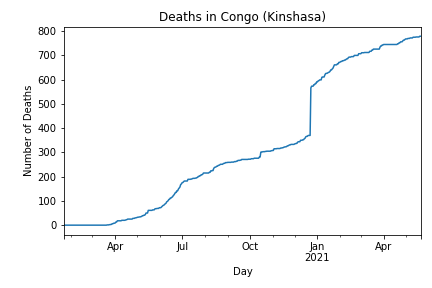 Deaths in Congo (Kinshasa)
800
700
600
500
400
300
200
100
0
Number of Deaths
Apr
Jul
Oct
Jan
2021
Apr
Day